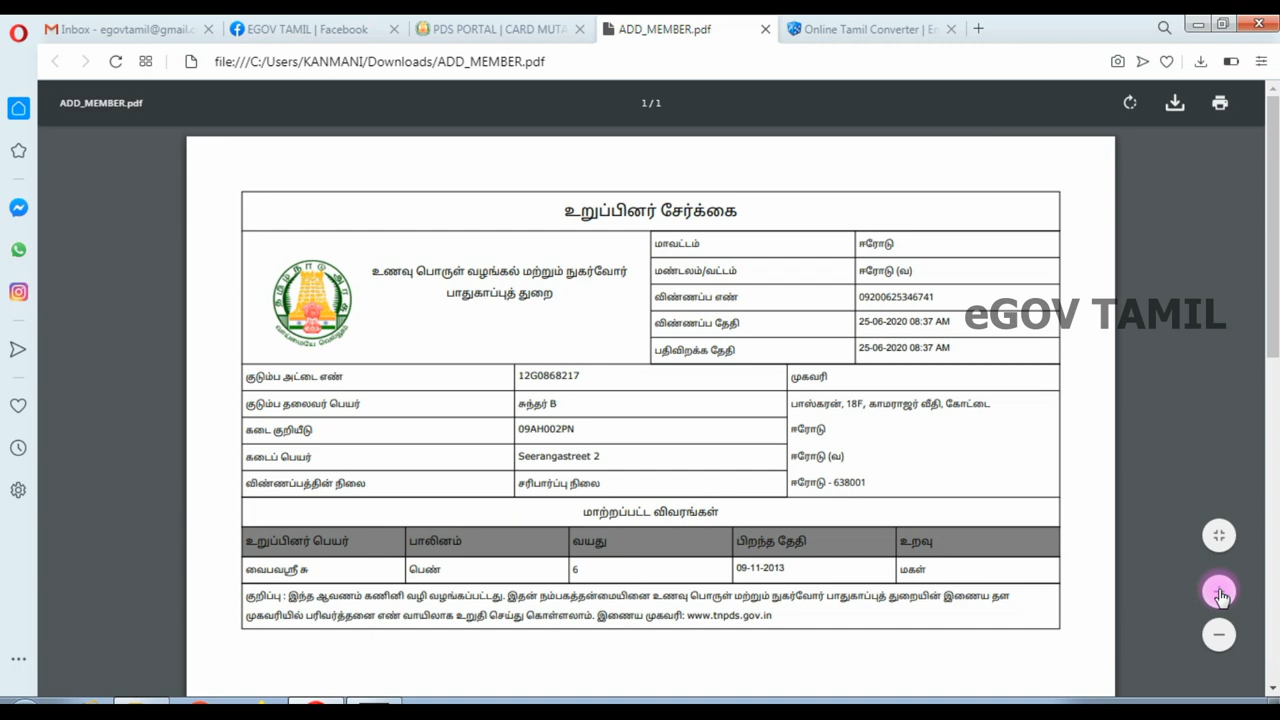 Inbox - egovtamil@gmail.c
EGOV TAMIL | Facebook
PDS PORTAL | CARD MUTA
ADD_MEMBER.pdf
Online Tamil Converter | En
file:///C:/Users/KANMANI/Downloads/ADD_MEMBER.pdf
ADD_MEMBER.pdf
1 / 1
உறுப்பினர் சேர்க்கை
உணவு பொருள் வழங்கல் மற்றும் நுகர்வோர்
பாதுகாப்புத் துறை
மாவட்டம் ஈரோடு
மண்டலம்/வட்டம் ஈரோடு (வ)
விண்ணப்ப எண் 09200625346741
விண்ணப்ப தேதி 25-06-2020 08:37 AM
பதிவிறக்க தேதி 25-06-2020 08:37 AM
eGOV TAMIL
குடும்ப அட்டை எண் 12G0868217 முகவரி
குடும்ப தலைவர் பெயர் சுந்தர் B பாஸ்கரன், 18F, காமராஜர் வீதி, கோட்டை
கடை குறியீடு 09AH002PN ஈரோடு
கடைப் பெயர் Seerangastreet 2 ஈரோடு (வ)
விண்ணப்பத்தின் நிலை சரிபார்ப்பு நிலை ஈரோடு - 638001
மாற்றப்பட்ட விவரங்கள்
உறுப்பினர் பெயர் பாலினம் வயது பிறந்த தேதி உறவு
வைபவஸ்ரீ சு பெண் 6 09-11-2013 மகள்
குறிப்பு : இந்த ஆவணம் கணினி வழி வழங்கப்பட்டது. இதன் நம்பகத்தன்மையினை உணவு பொருள் மற்றும் நுகர்வோர் பாதுகாப்பு துறையின் இணைய தள
முகவரியில் பரிவர்த்தனை எண் வாயிலாக உறுதி செய்து கொள்ளலாம். இணைய முகவரி: www.tnpds.gov.in